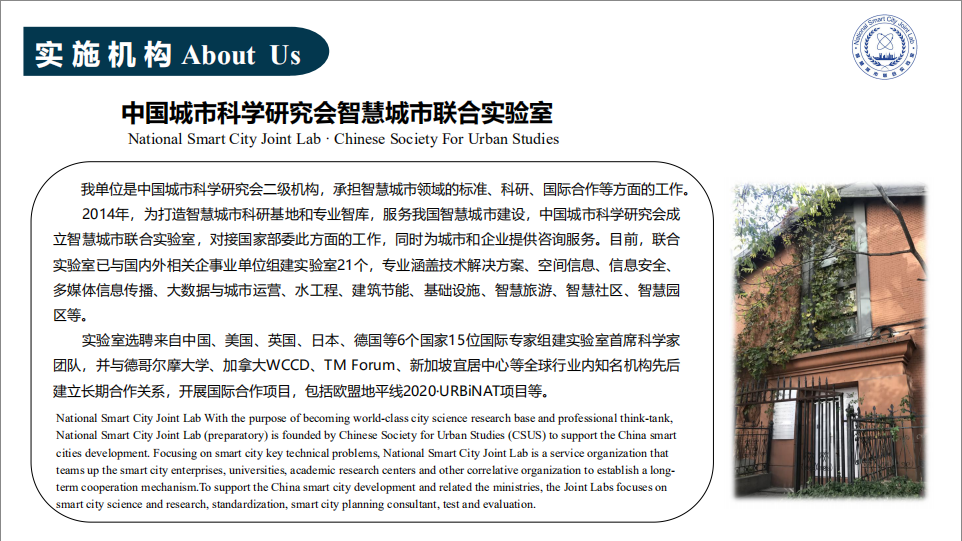 实施机构 About Us
National Smart City Joint Lab
智慧城市联合实验室
中国城市科学研究会智慧城市联合实验室
National Smart City Joint Lab · Chinese Society For Urban Studies
我单位是中国城市科学研究会二级机构，承担智慧城市领域的标准、科研、国际合作等方面的工作。
2014年，为打造智慧城市科研基地和专业智库，服务我国智慧城市建设，中国城市科学研究会成
立智慧城市联合实验室，对接国家部委此方面的工作，同时为城市和企业提供咨询服务。目前，联合
实验室已与国内外相关企事业单位组建实验室21个，专业涵盖技术解决方案、空间信息、信息安全、
多媒体信息传播、大数据与城市运营、水工程、建筑节能、基础设施、智慧旅游、智慧社区、智慧园
区等。
实验室选聘来自中国、美国、英国、日本、德国等6个国家15位国际专家组建实验室首席科学家
团队，并与德哥尔摩大学、加拿大WCCD、TM Forum、新加坡宜居中心等全球行业内知名机构先后
建立长期合作关系，开展国际合作项目，包括欧盟地平线2020·URBiNAT项目等。
National Smart City Joint Lab With the purpose of becoming world-class city science research base and professional think-tank,
National Smart City Joint Lab (preparatory) is founded by Chinese Society for Urban Studies (CSUS) to support the China smart
cities development. Focusing on smart city key technical problems, National Smart City Joint Lab is a service organization that
teams up the smart city enterprises, universities, academic research centers and other correlative organization to establish a long-
term cooperation mechanism.To support the China smart city development and related the ministries, the Joint Labs focuses on
smart city science and research, standardization, smart city planning consultant, test and evaluation.